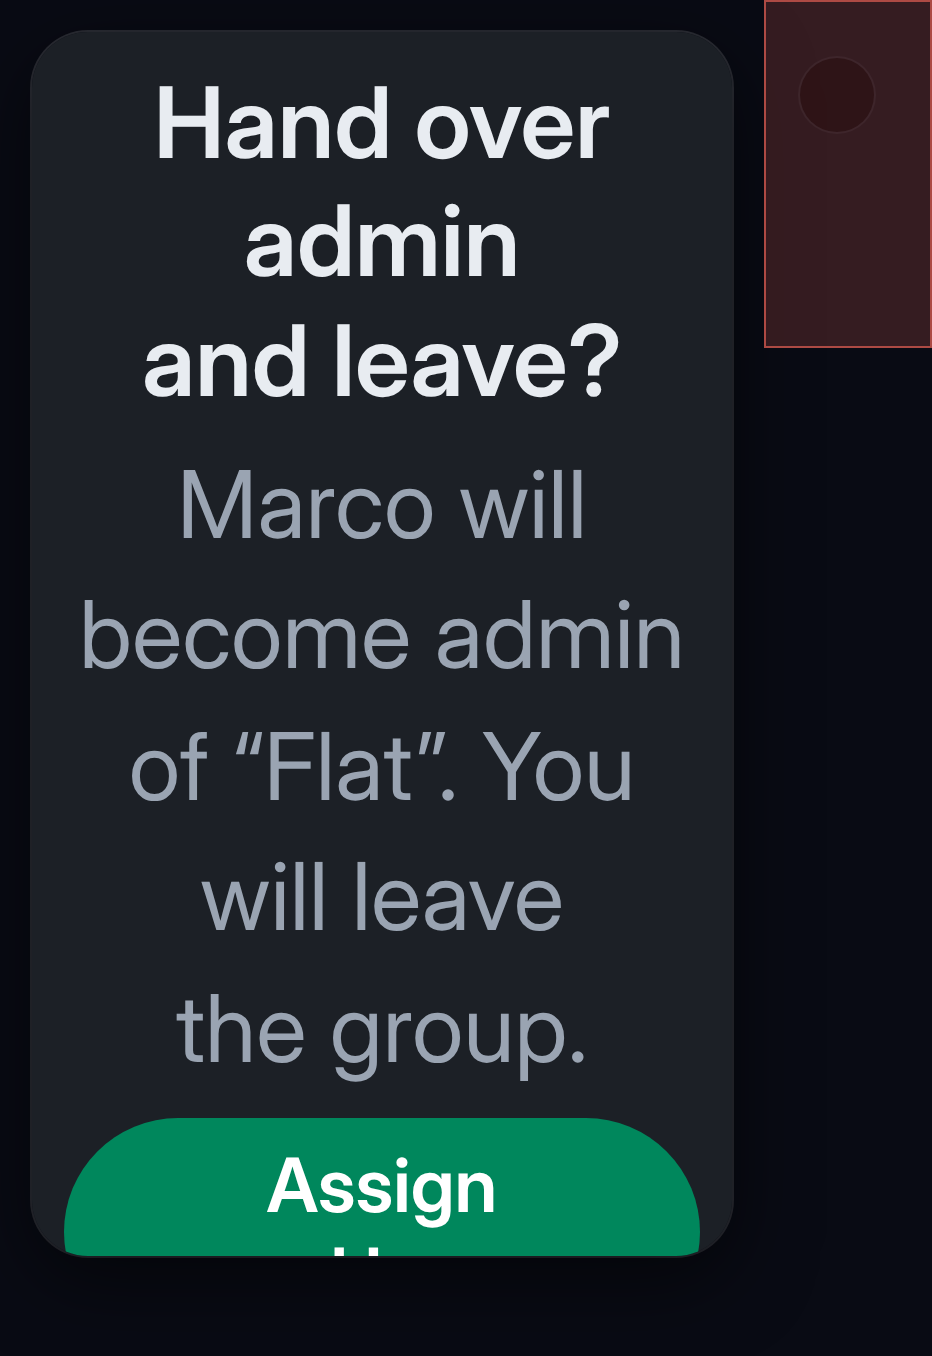 Hand over
admin
and leave?
Marco will
become admin
of “Flat”. You
will leave
the group.
Assign